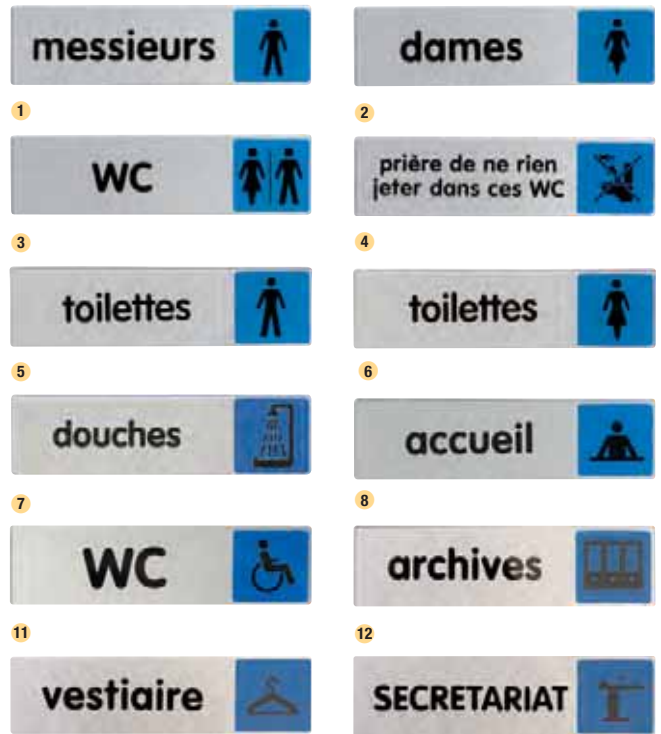 messieurs
dames
1
2
WC
prière de ne rien
jeter dans ces WC
3
4
toilettes
toilettes
5
6
douches
accueil
7
8
WC
archives
11
12
vestiaire
SECRETARIAT